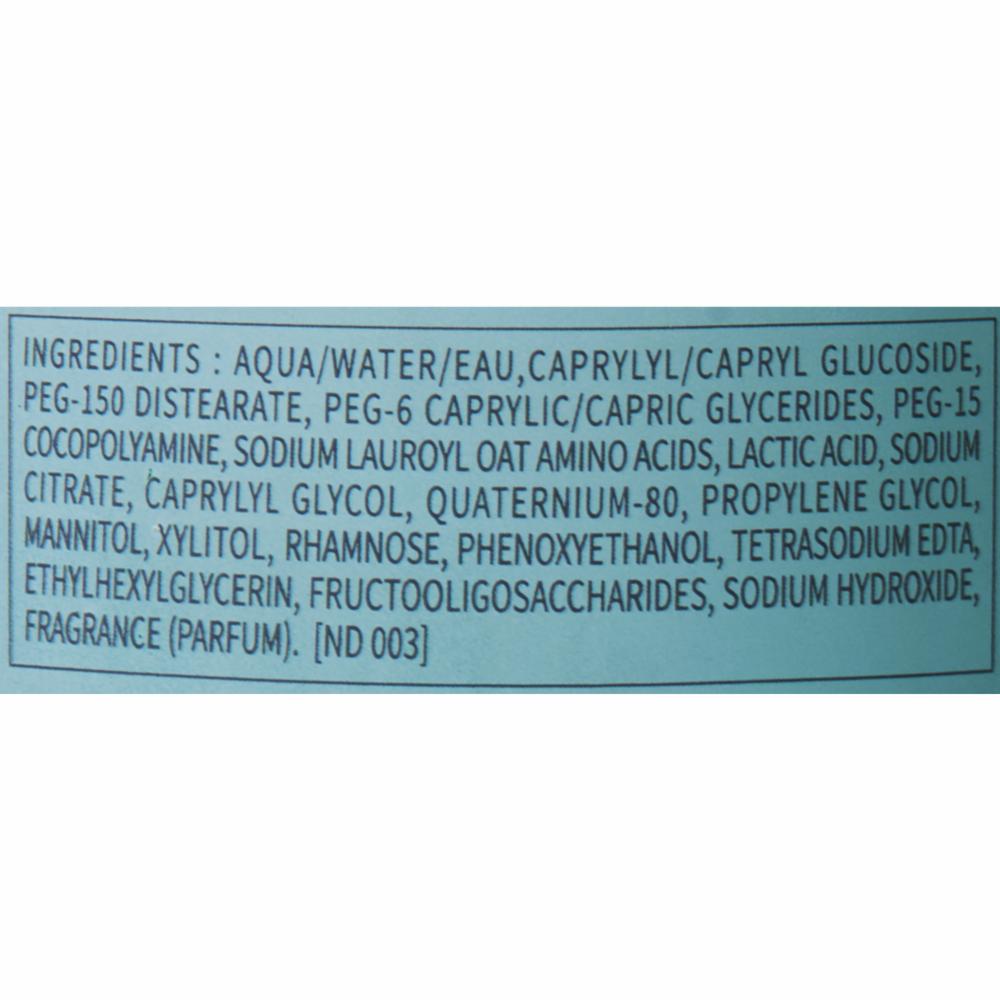 INGREDIENTS : AQUA/WATER/EAU,CAPRYLYL/CAPRYL GLUCOSIDE,
PEG-150 DISTEARATE, PEG-6 CAPRYLIC/CAPRIC GLYCERIDES, PEG-15
COCOPOLYAMINE, SODIUM LAUROYL OAT AMINO ACIDS, LACTIC ACID, SODIUM
CITRATE, CAPRYLYL GLYCOL, QUATERNIUM-80, PROPYLENE GLYCOL,
MANNITOL, XYLITOL, RHAMNOSE, PHENOXYETHANOL, TETRASODIUM EDTA,
ETHYLHEXYLGLYCERIN, FRUCTOOLIGOSACCHARIDES, SODIUM HYDROXIDE,
FRAGRANCE (PARFUM). [ND 003]